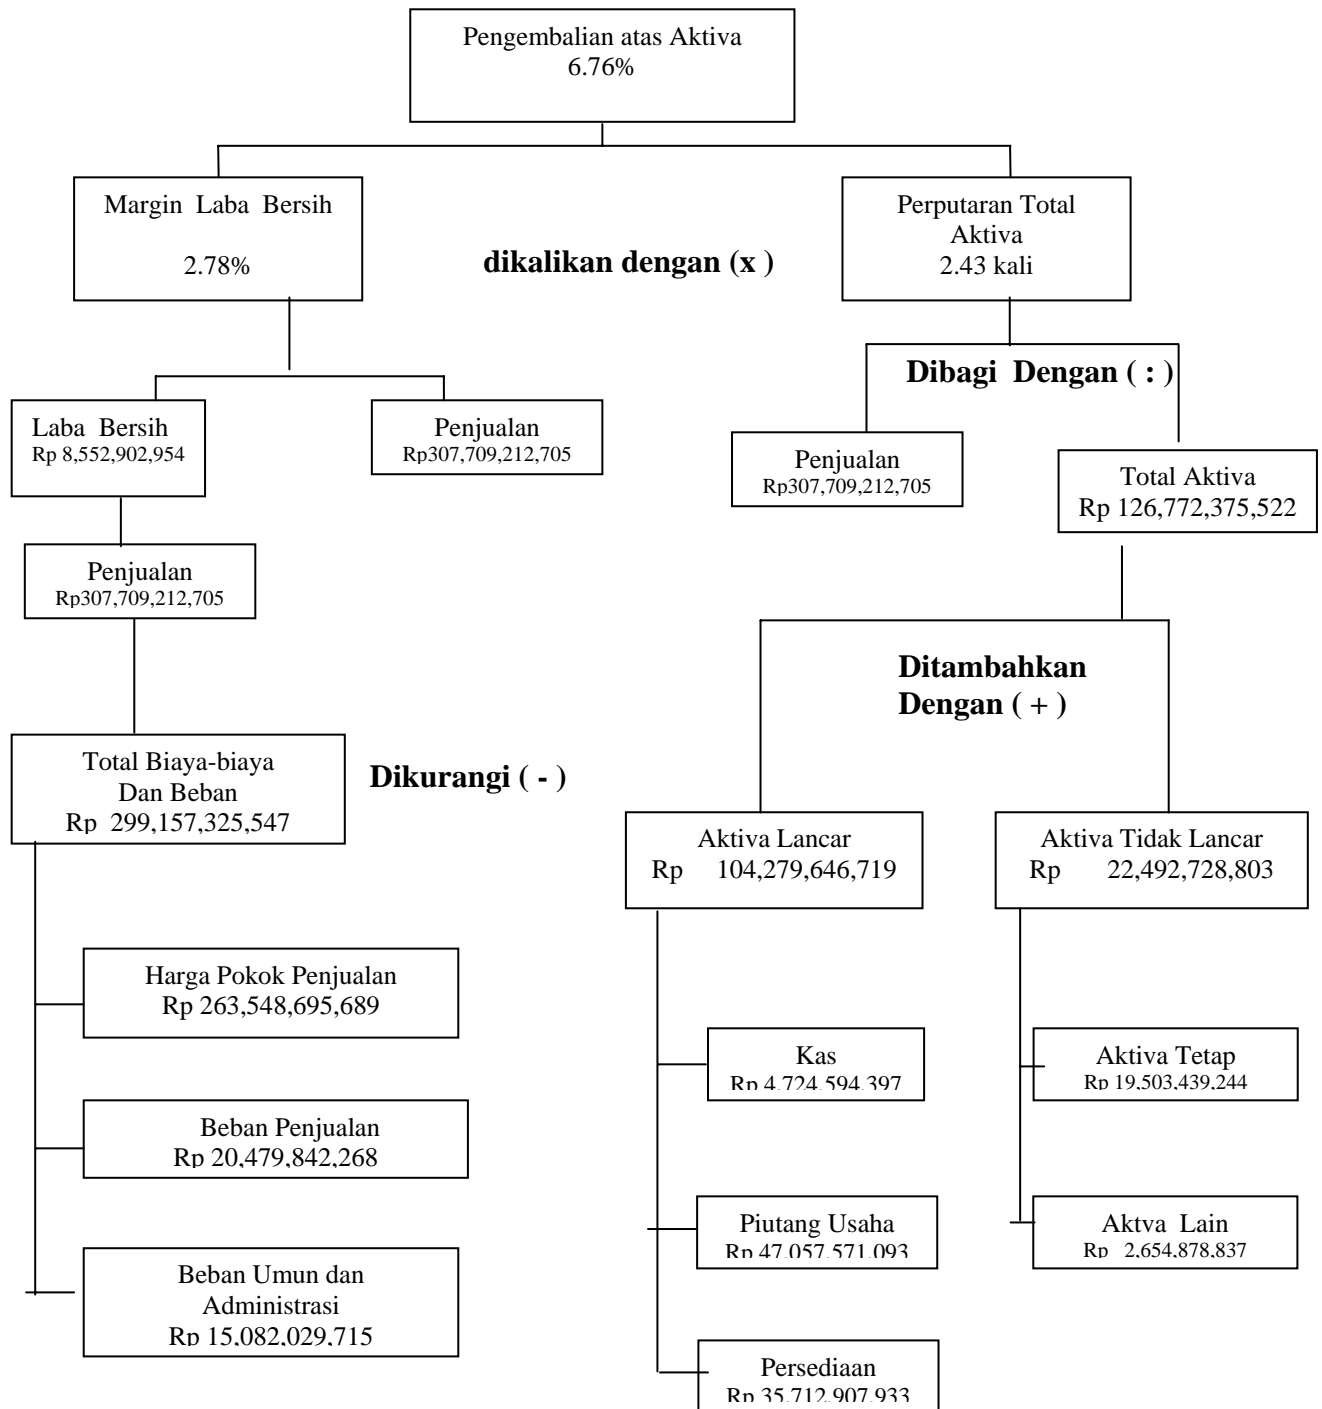 Pengembalian atas Aktiva
6.76%
Margin Laba Bersih
2.78%
dikalikan dengan (x )
Perputaran Total
Aktiva
2.43 kali
Dibagi Dengan ( : )
Laba Bersih
Rp 8,552,902,954
Penjualan
Rp307,709,212,705
Penjualan
Rp307,709,212,705
Total Aktiva
Rp 126,772,375,522
Penjualan
Rp307,709,212,705
Ditambahkan
Dengan ( + )
Total Biaya-biaya
Dan Beban
Rp 299,157,325,547
Dikurangi ( - )
Aktiva Lancar
Rp 104,279,646,719
Aktiva Tidak Lancar
Rp 22,492,728,803
Harga Pokok Penjualan
Rp 263,548,695,689
Kas
Rp 4,724,594,397
Aktiva Tetap
Rp 19,503,439,244
Beban Penjualan
Rp 20,479,842,268
Piutang Usaha
Rp 47,057,571,093
Aktva Lain
Rp 2,654,878,837
Beban Umun dan
Administrasi
Rp 15,082,029,715
Persediaan
Rp 35,712,907,933